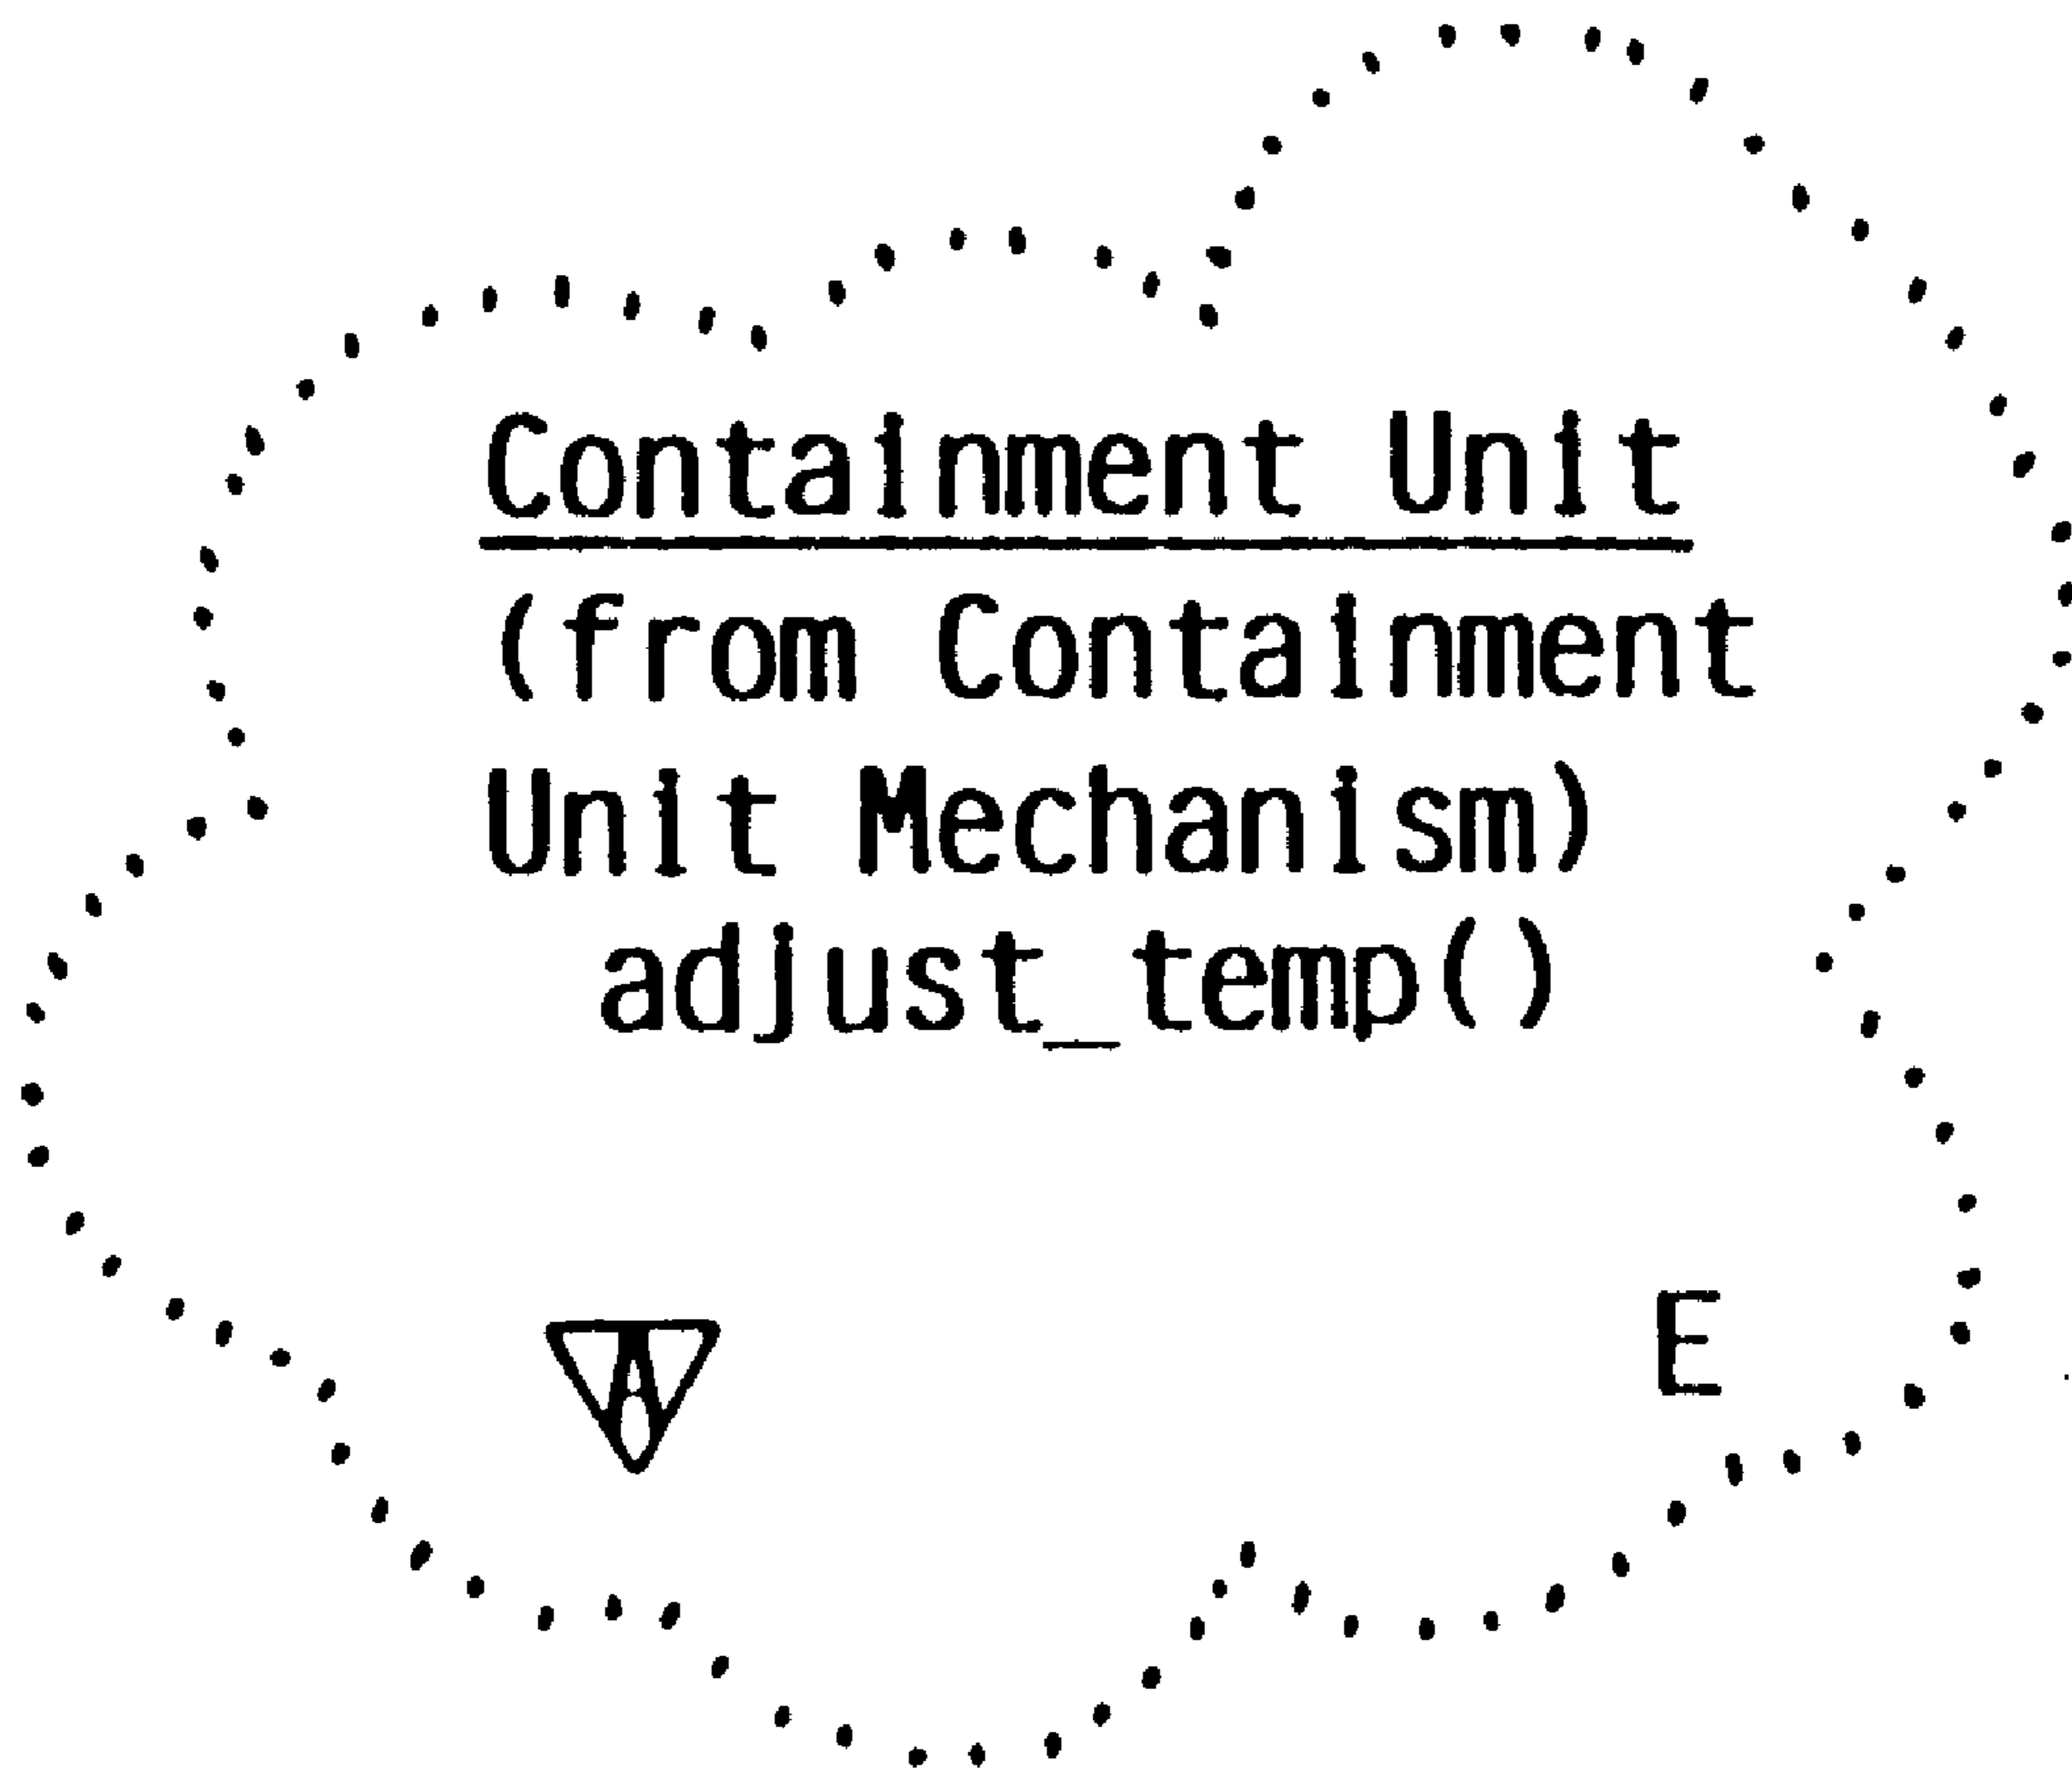 Containment Unit
(from Containment
Unit Mechanism)
adjust_temp()
A
E